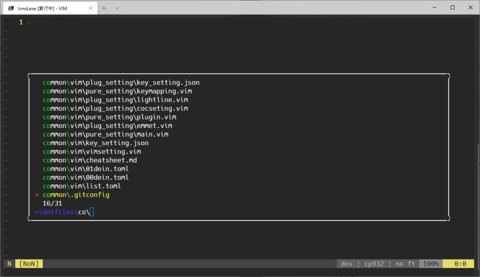 !cmd.exe [実行中] - VIM
1
common\vim\plug_setting\key_setting.json
common\vim\pure_setting\keymapping.vim
common\vim\plug_setting\lightline.vim
common\vim\plug_setting\cocseting.vim
common\vim\pure_setting\plugin.vim
common\vim\plug_setting\emmet.vim
common\vim\pure_setting\main.vim
common\vim\key_setting.json
common\vim\vimsetting.vim
common\vim\cheatsheet.md
common\vim\01dein.toml
common\vim\00dein.toml
common\vim\list.toml
> common\.gitconfig
16/31
~\dotfiles\co\
N [NoN] dos | cp932 | no ft 100% 0:0